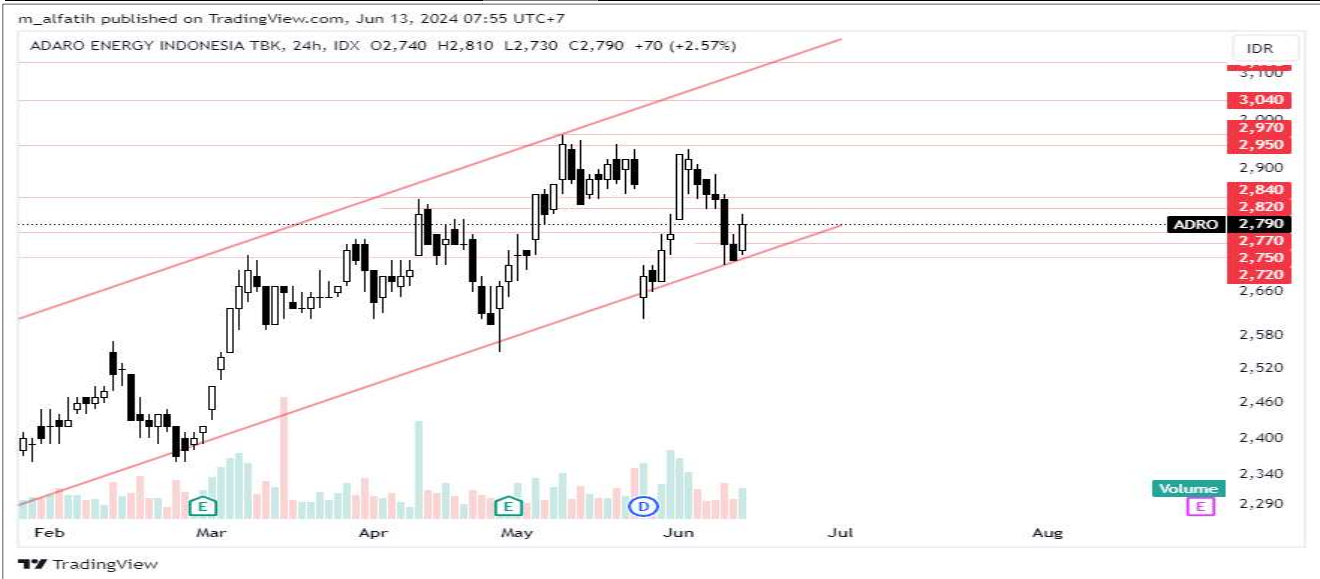 m_alfatih published on TradingView.com, Jun 13, 2024 07:55 UTC+7
ADARO ENERGY INDONESIA TBK, 24h, IDX O2,740 H2,810 L2,730 C2,790 +70 (+2.57%)
IDR
3,100
3,040
2,970
2,950
2,900
2,840
2,820
ADRO 2,790
2,770
2,750
2,720
2,660
2,580
2,520
2,460
2,400
2,340
Volume
2,290
E E D E
Feb Mar Apr May Jun Jul Aug
TradingView